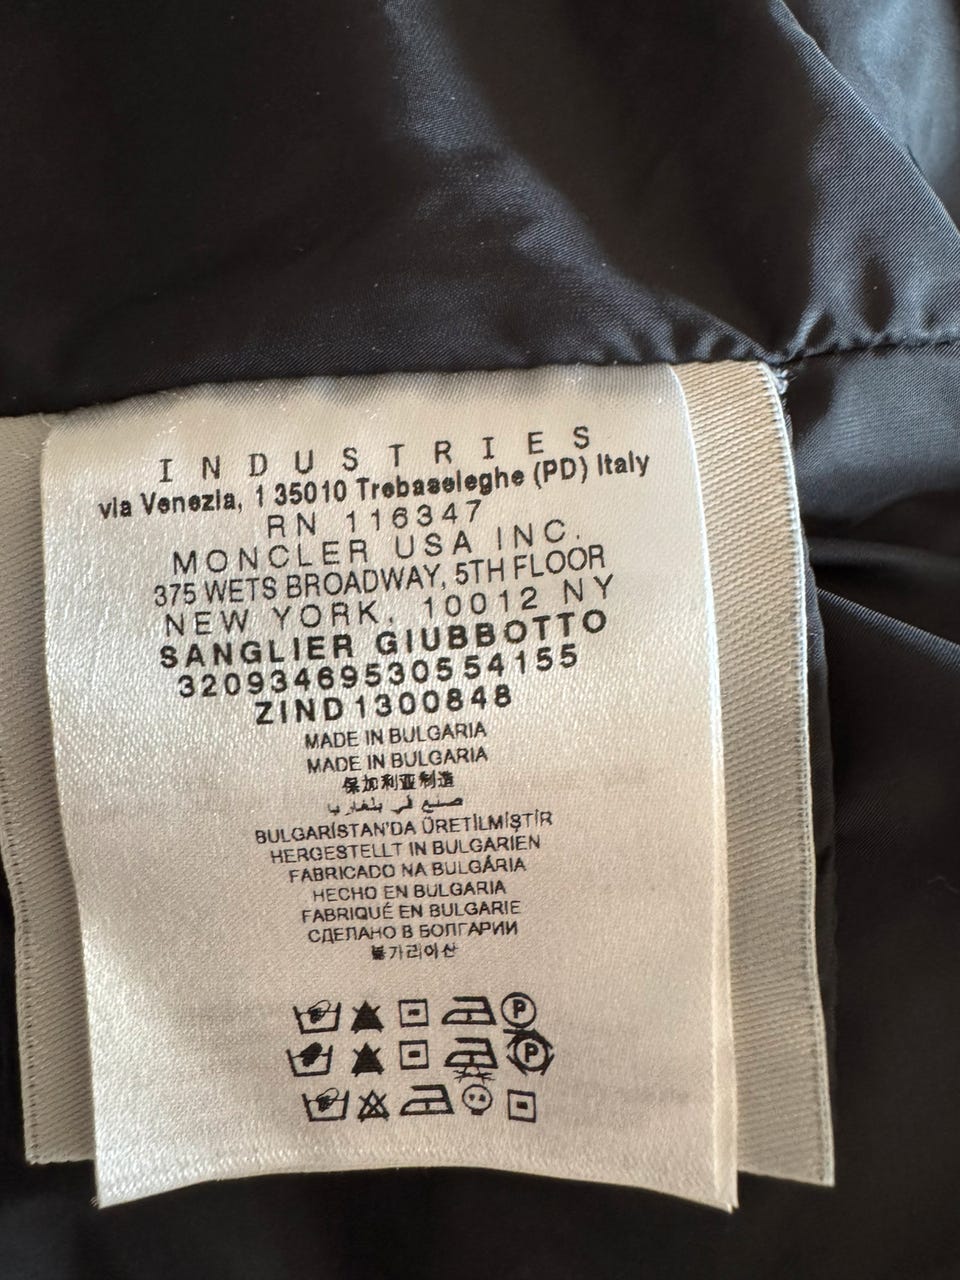 INDUSTRIES
via Venezia, 1 35010 Trebaseleghe (PD) Italy
RN 116347
MONCLER USA INC.
375 WETS BROADWAY, 5TH FLOOR
NEW YORK, 10012 NY
SANGLIER GIUBBOTTO
320934695305 54155
ZIND1300848
MADE IN BULGARIA
MADE IN BULGARIA
保加利亚制造
صنع في بلغاريا
BULGARİSTAN'DA ÜRETİLMİŞTİR
HERGESTELLT IN BULGARIEN
FABRICADO NA BULGÁRIA
HECHO EN BULGARIA
FABRIQUÉ EN BULGARIE
СДЕЛАНО В БОЛГАРИИ
불가리아산
P
P